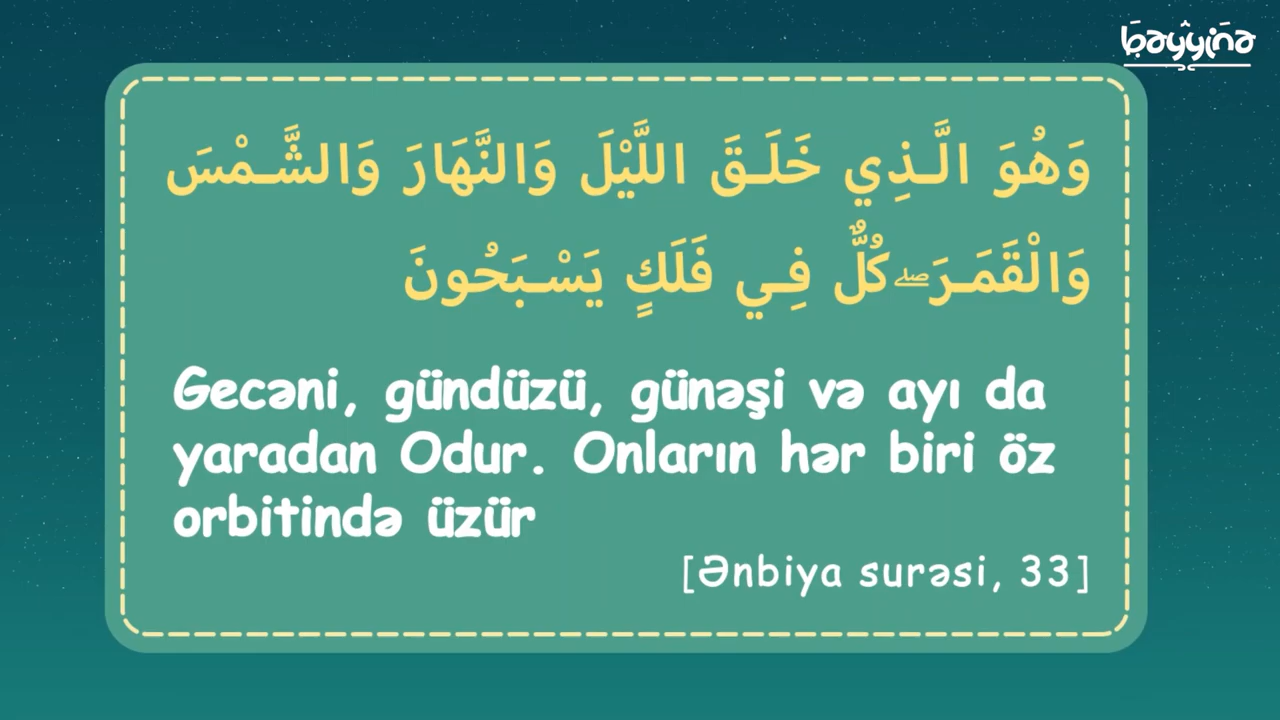 bayyina
وَهُوَ الَّذِي خَلَقَ اللَّيْلَ وَالنَّهَارَ وَالشَّمْسَ
وَالْقَمَرَ ۖ كُلٌّ فِي فَلَكٍ يَسْبَحُونَ
Gecəni, gündüzü, günəşi və ayı da
yaradan Odur. Onların hər biri öz
orbitində üzür
[Ənbiya surəsi, 33]